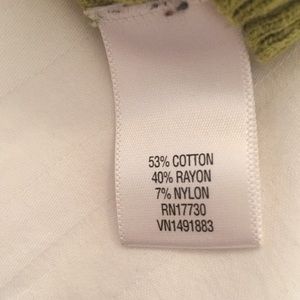 53% COTTON
40% RAYON
7% NYLON
RN17730
VN1491883